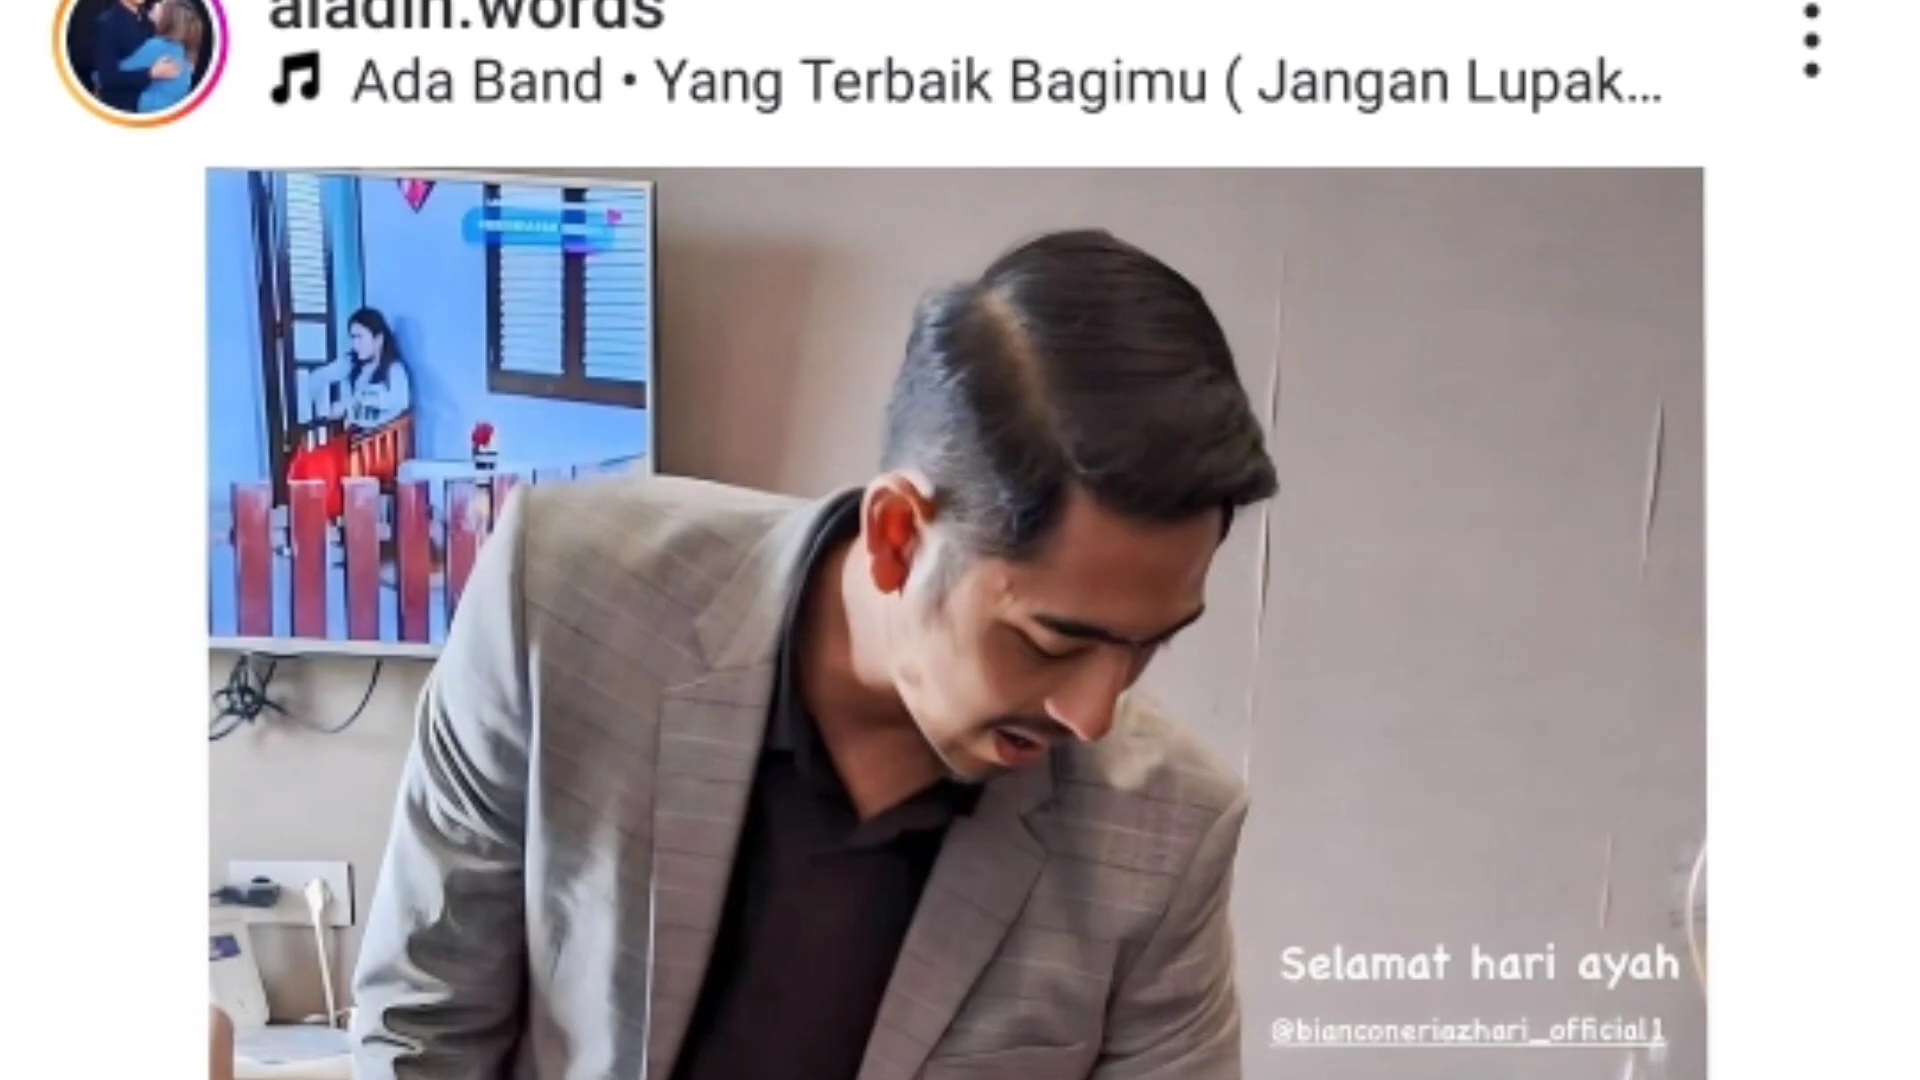 aladin.words
Ada Band • Yang Terbaik Bagimu ( Jangan Lupak...
Selamat hari ayah
@bianconeriazhari_official1